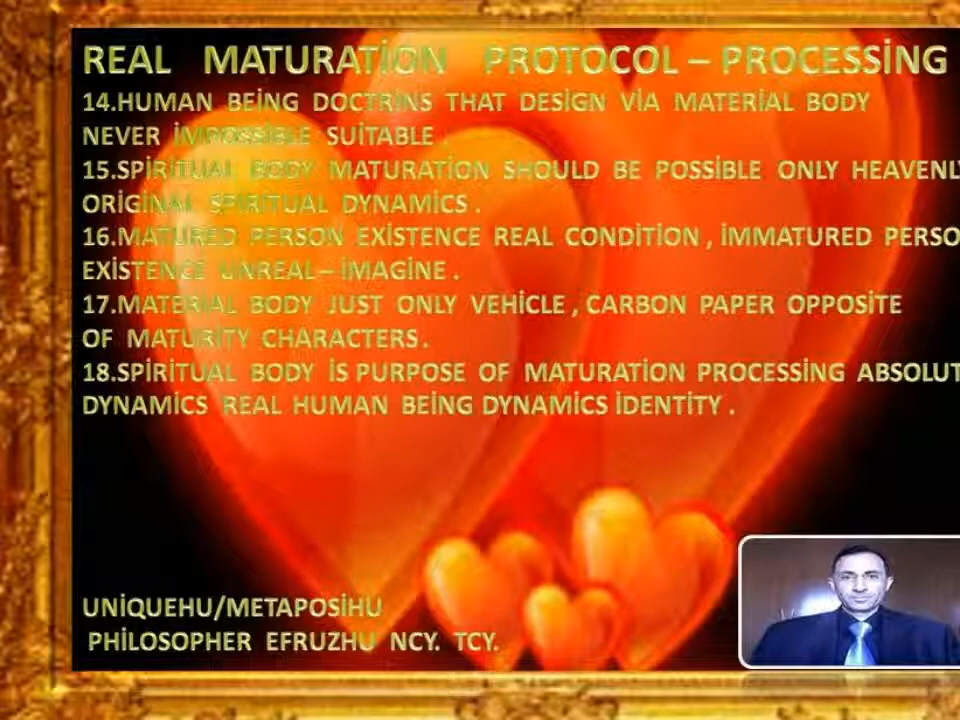 REAL MATURATİON PROTOCOL – PROCESSİNG
14.HUMAN BEİNG DOCTRİNS THAT DESİGN VİA MATERİAL BODY
NEVER İMPOSSİBLE SUİTABLE .
15.SPİRİTUAL BODY MATURATİON SHOULD BE POSSİBLE ONLY HEAVENLY
ORİGİNAL SPİRİTUAL DYNAMİCS .
16.MATURED PERSON EXİSTENCE REAL CONDİTİON , İMMATURED PERSO
EXİSTENCE UNREAL – İMAGİNE .
17.MATERİAL BODY JUST ONLY VEHİCLE , CARBON PAPER OPPOSİTE
OF MATURİTY CHARACTERS .
18.SPİRİTUAL BODY İS PURPOSE OF MATURATİON PROCESSİNG ABSOLUT
DYNAMİCS REAL HUMAN BEİNG DYNAMİCS İDENTİTY .
UNİQUEHU/METAPOSİHU
PHİLOSOPHER EFRUZHU NCY. TCY.